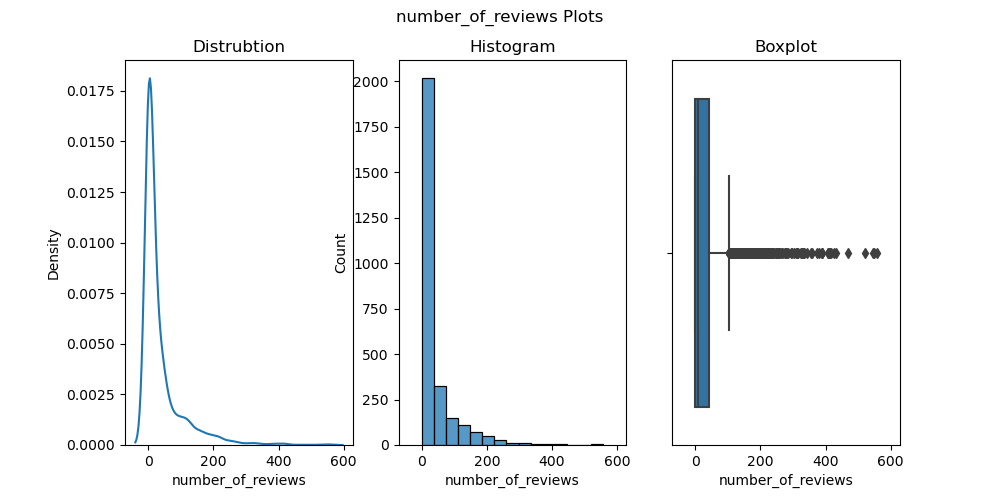 number_of_reviews Plots
Distrubtion
0.0175
0.0150
0.0125
0.0100
0.0075
0.0050
0.0025
0.0000
Density
0 200 400 600
number_of_reviews
Histogram
2000
1750
1500
1250
1000
750
500
250
0
Count
0 200 400 600
number_of_reviews
Boxplot
0 200 400 600
number_of_reviews